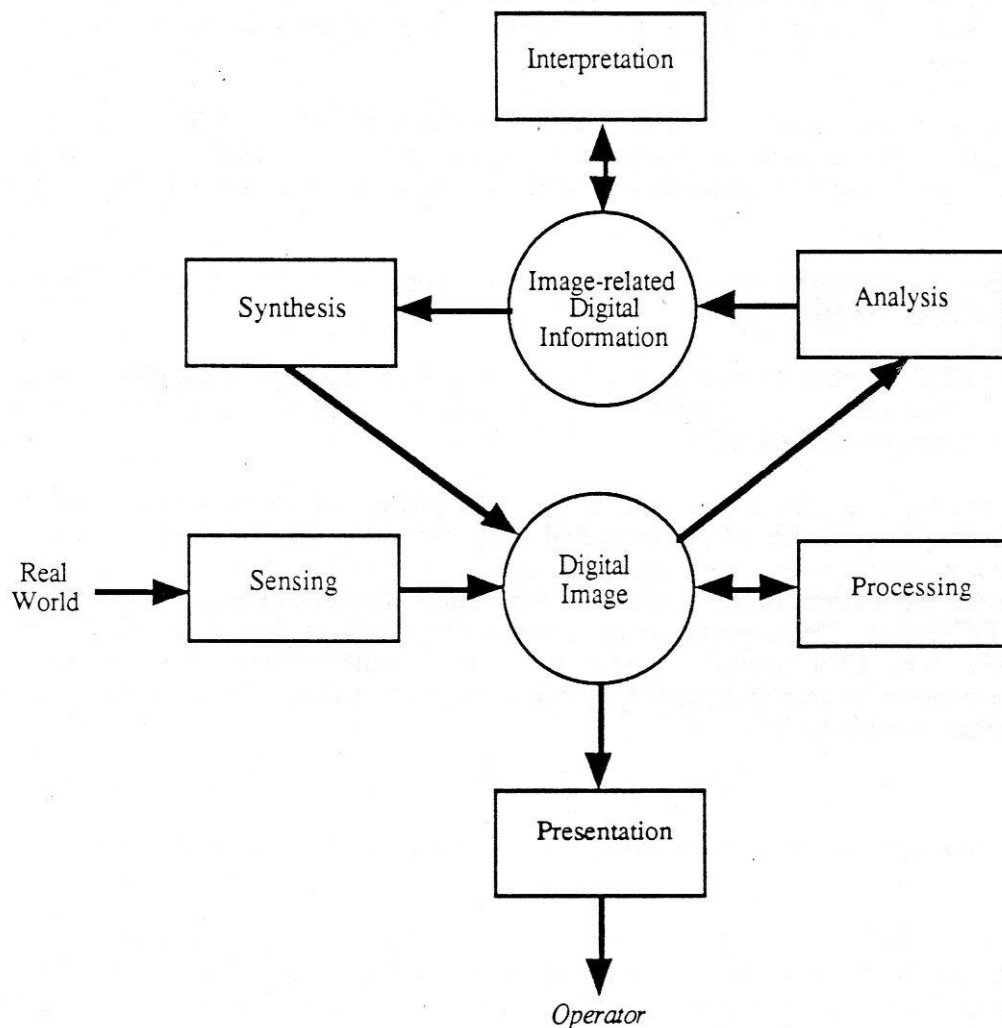 Interpretation
Synthesis
Image-related
Digital
Information
Analysis
Real
World
Sensing
Digital
Image
Processing
Presentation
Operator